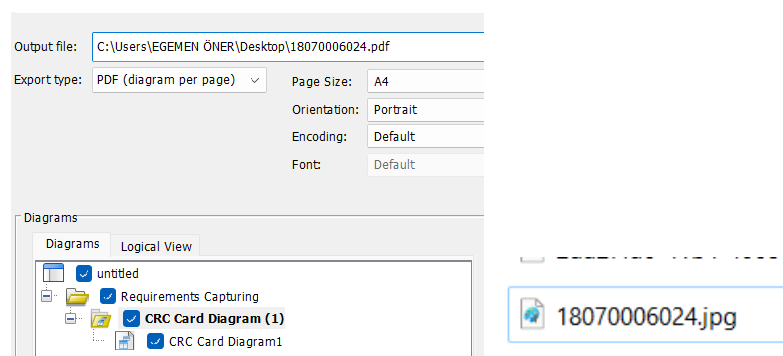 Output file: C:\Users\EGEMEN ÖNER\Desktop\18070006024.pdf
Export type: PDF (diagram per page)
Page Size: A4
Orientation: Portrait
Encoding: Default
Font: Default
Diagrams
Diagrams Logical View
untitled
Requirements Capturing
CRC Card Diagram (1)
CRC Card Diagram1
18070006024.jpg